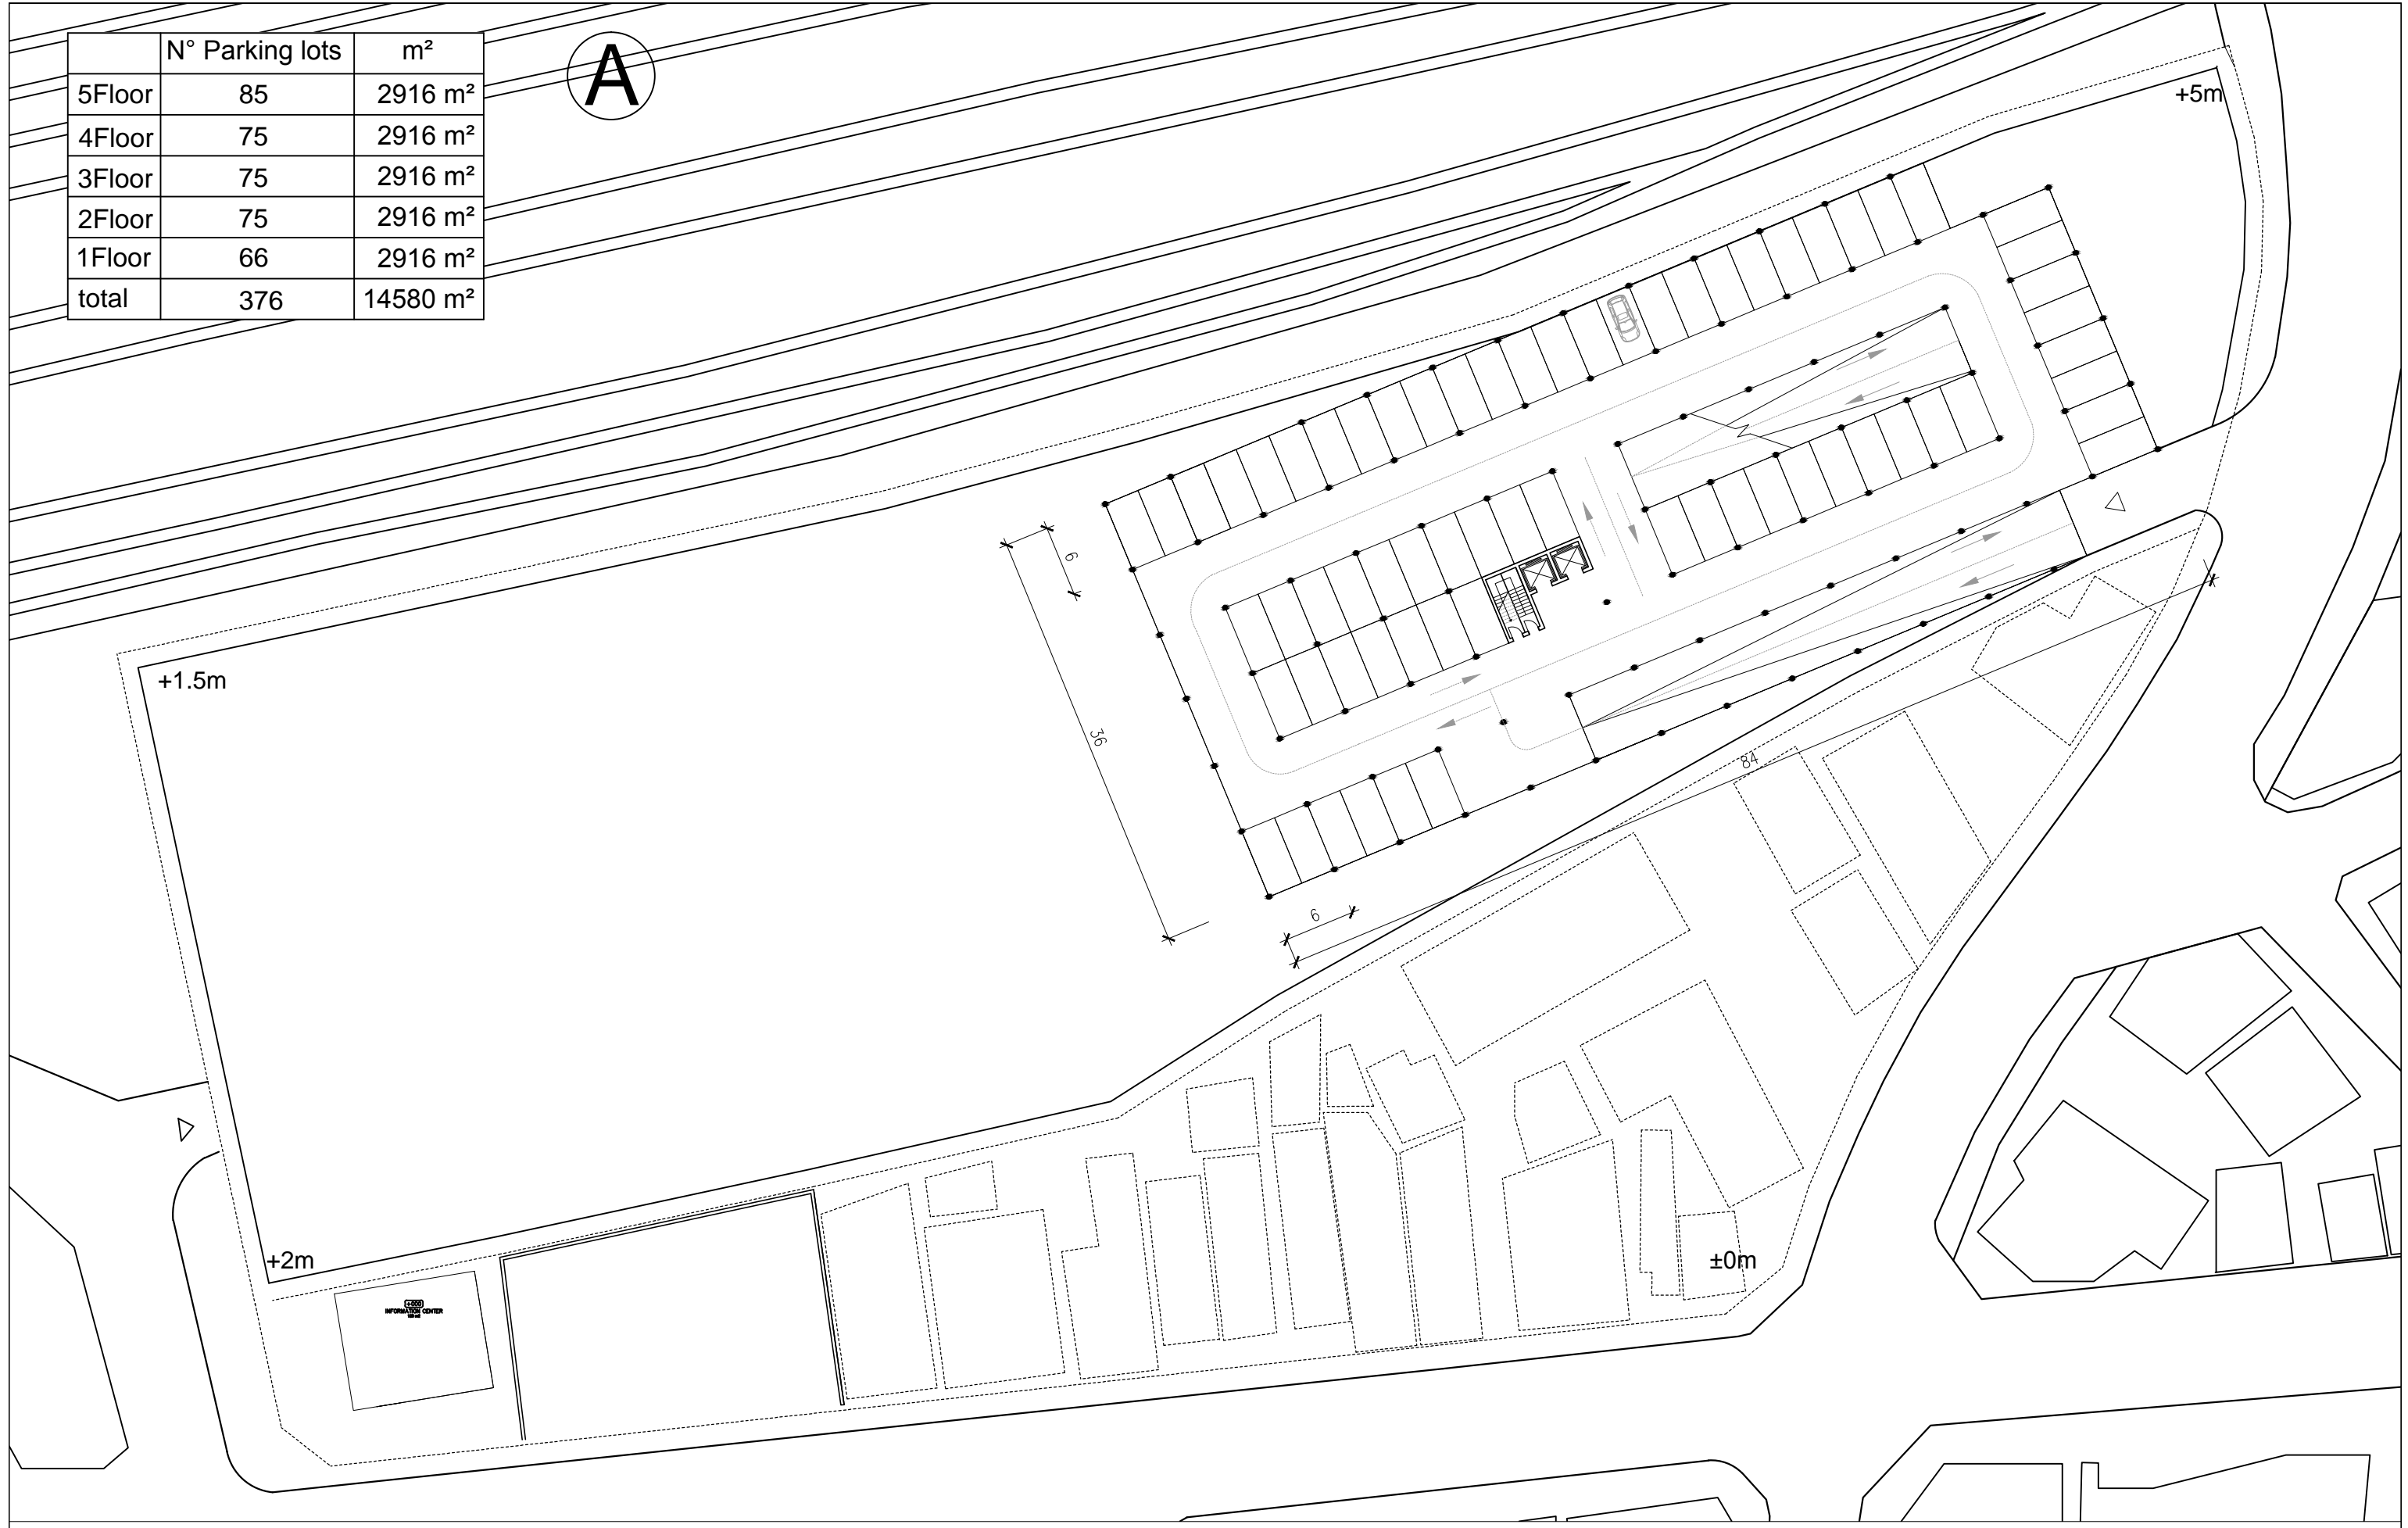 N° Parking lots m²
5Floor 85 2916 m²
4Floor 75 2916 m²
3Floor 75 2916 m²
2Floor 75 2916 m²
1Floor 66 2916 m²
total 376 14580 m²
A
+5m
6
+1.5m
36
84
6
+2m
±0m
INFORMATION CENTER